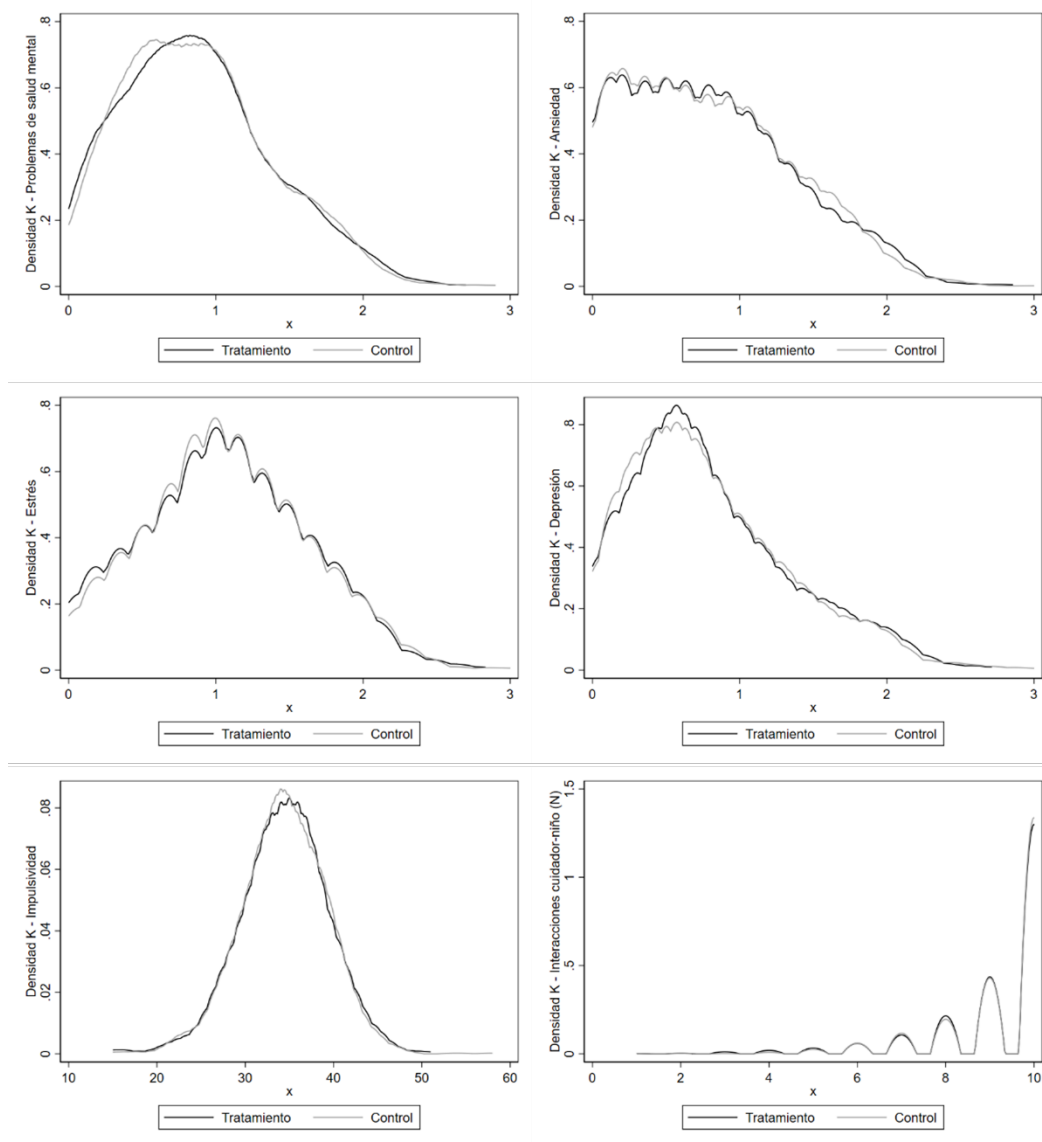 Densidad K - Problemas de salud mental
.8
.6
.4
.2
0
0 1 2 3
x
Tratamiento Control
Densidad K - Ansiedad
.8
.6
.4
.2
0
0 1 2 3
x
Tratamiento Control
Densidad K - Estrés
.8
.6
.4
.2
0
0 1 2 3
x
Tratamiento Control
Densidad K - Depresión
.8
.6
.4
.2
0
0 1 2 3
x
Tratamiento Control
Densidad K - Impulsividad
.08
.06
.04
.02
0
10 20 30 40 50 60
x
Tratamiento Control
Densidad K - Interacciones cuidador-niño (N)
1.5
1
.5
0
0 2 4 6 8 10
x
Tratamiento Control